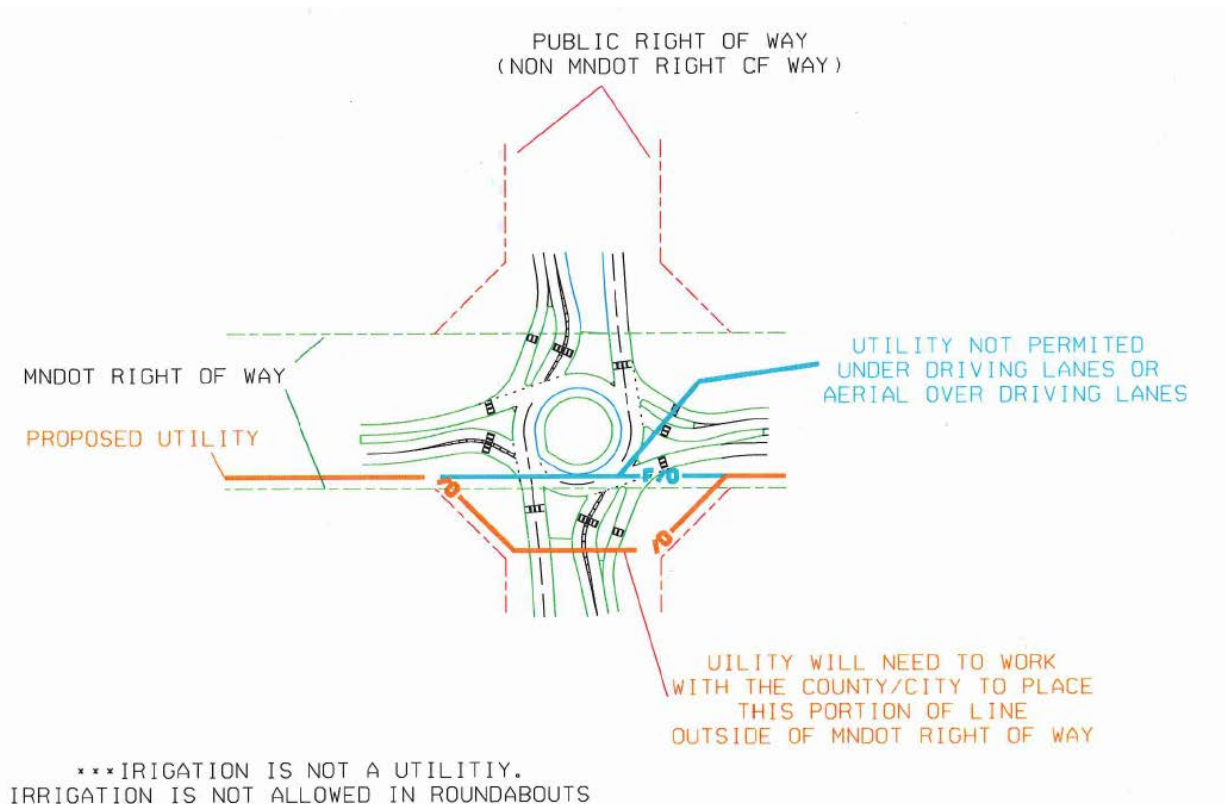 PUBLIC RIGHT OF WAY
(NON MNDOT RIGHT CF WAY)
UTILITY NOT PERMITED
UNDER DRIVING LANES OR
AERIAL OVER DRIVING LANES
MNDOT RIGHT OF WAY
PROPOSED UTILITY
F/O
/O
/O
UILITY WILL NEED TO WORK
WITH THE COUNTY/CITY TO PLACE
THIS PORTION OF LINE
OUTSIDE OF MNDOT RIGHT OF WAY
***IRIGATION IS NOT A UTILITIY.
IRRIGATION IS NOT ALLOWED IN ROUNDABOUTS